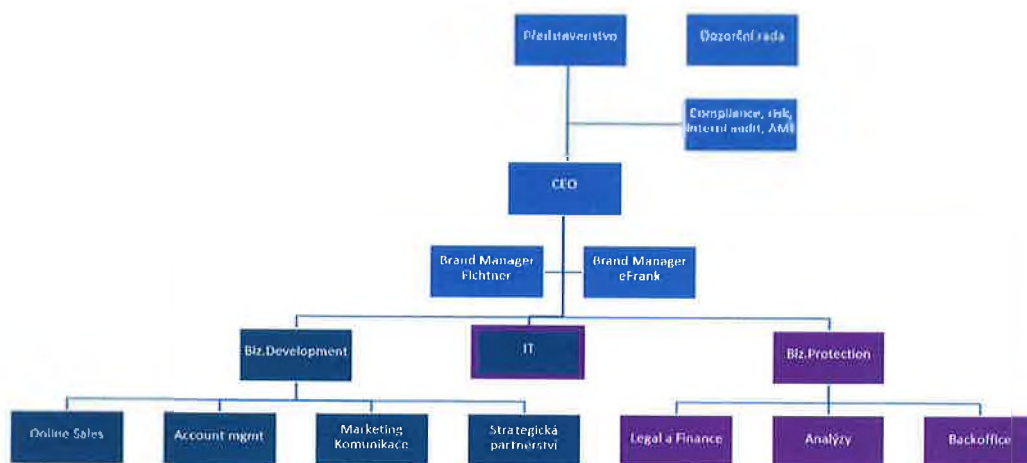 Představenstvo
Dozorční rada
Compliance, risk,
Interní audit, AML
CEO
Brand Manager
Fichtner
Brand Manager
eFrank
Biz.Development
IT
Biz.Protection
Online Sales
Account mgmt
Marketing
Komunikace
Strategická
partnerství
Legal a Finance
Analýzy
Backoffice